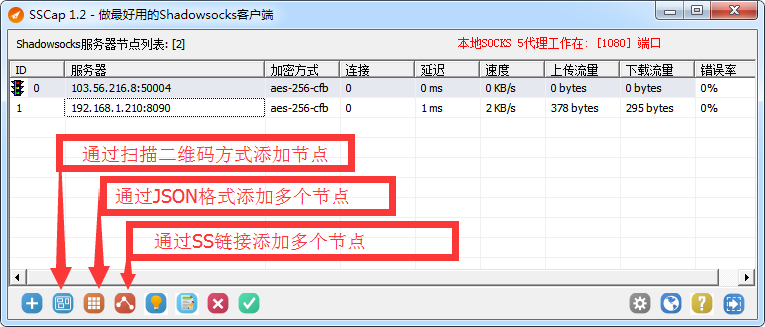 SSCap 1.2 - 做最好用的Shadowsocks客户端
Shadowsocks服务器节点列表: [2] 本地SOCKS 5代理工作在: [1080] 端口
ID 服务器 加密方式 连接 延迟 速度 上传流量 下载流量 错误率
0 103.56.216.8:50004 aes-256-cfb 0 0 ms 0 KB/s 0 bytes 0 bytes 0%
1 192.168.1.210:8090 aes-256-cfb 0 1 ms 2 KB/s 378 bytes 295 bytes 0%
通过扫描二维码方式添加节点
通过JSON格式添加多个节点
通过SS链接添加多个节点